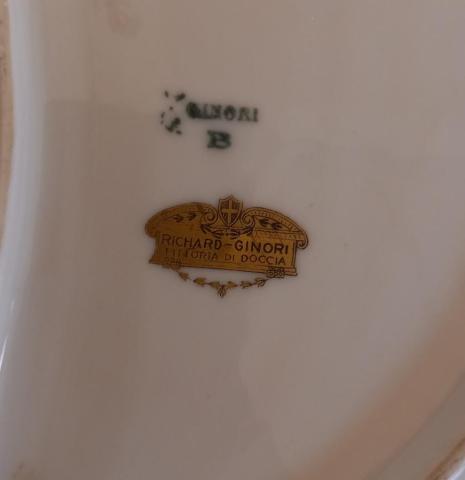 GINORI
B
RICHARD-GINORI
PITTORIA DI DOCCIA